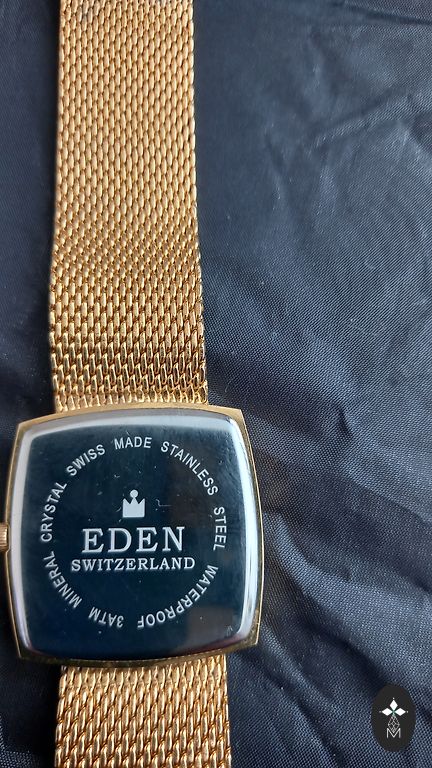 EDEN
SWITZERLAND
SWISS MADE STAINLESS STEEL WATERPROOF 3ATM MINERAL CRYSTAL